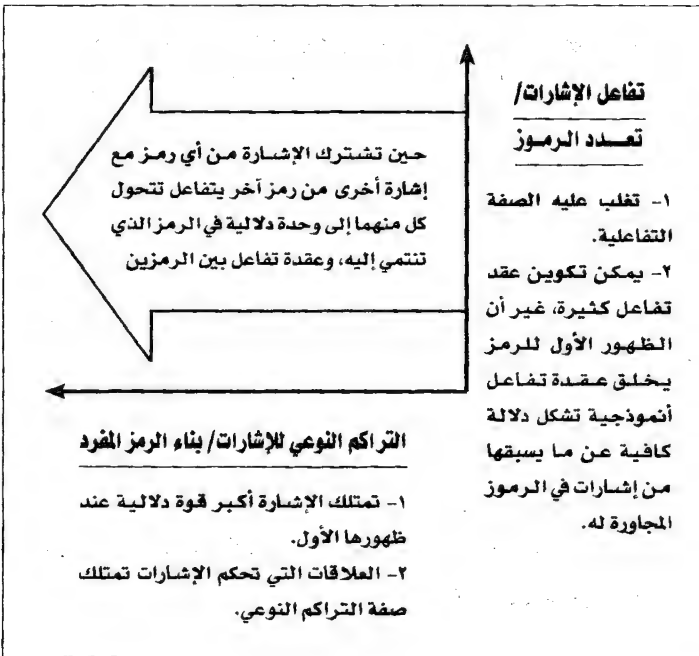 تفاعل الإشارات/
تعـــدد الـرمــوز
١- تغلب عليه الصفة
التفاعلية.
٢- يمكن تكوين عقد
تفاعل كثيرة، غير أن
الظهور الأول للرمز
يخلق عقدة تفاعل
أنموذجية تشكل دلالة
كافية عن ما يسبقها
من إشارات في الرموز
المجاورة له.
حين تشترك الإشارة من أي رمز مع
إشارة أخرى من رمز آخر يتفاعل تتحول
كل منهما إلى وحدة دلالية في الرمز الذي
تنتمي إليه، وعقدة تفاعل بين الرمزين
التراكم النوعي للإشارات/ بناء الرمز المفرد
١- تمتلك الإشارة أكبر قوة دلالية عند
ظهورها الأول.
٢- العلاقات التي تحكم الإشارات تمتلك
صفة التراكم النوعي.